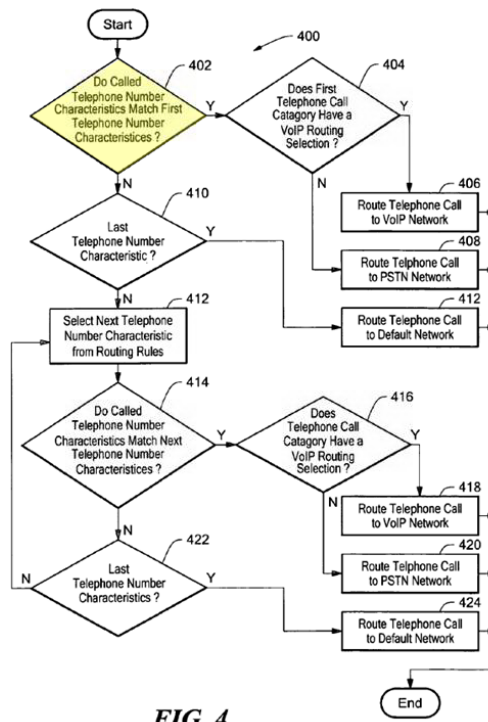 Start
400
402
Do Called
Telephone Number
Characteristics Match First
Telephone Number
Characteristices ?
Y
N
404
Does First
Telephone Call
Catagory Have a
VoIP Routing
Selection ?
Y
N
406
Route Telephone Call
to VoIP Network
408
Route Telephone Call
to PSTN Network
410
Last
Telephone Number
Characteristic ?
Y
N
412
Route Telphone Call
to Default Network
412
Select Next Telephone
Number Characteristic
from Routing Rules
414
Do Called
Telephone Number
Characteristics Match Next
Telephone Number
Characteristices ?
Y
N
416
Does
Telephone Call
Catagory Have a
VoIP Routing
Selection ?
Y
N
418
Route Telephone Call
to VoIP Network
420
Route Telphone Call
to PSTN Network
422
Last
Telephone Number
Characteristics ?
N
Y
424
Route Telephone Call
to Default Network
End
FIG. 4